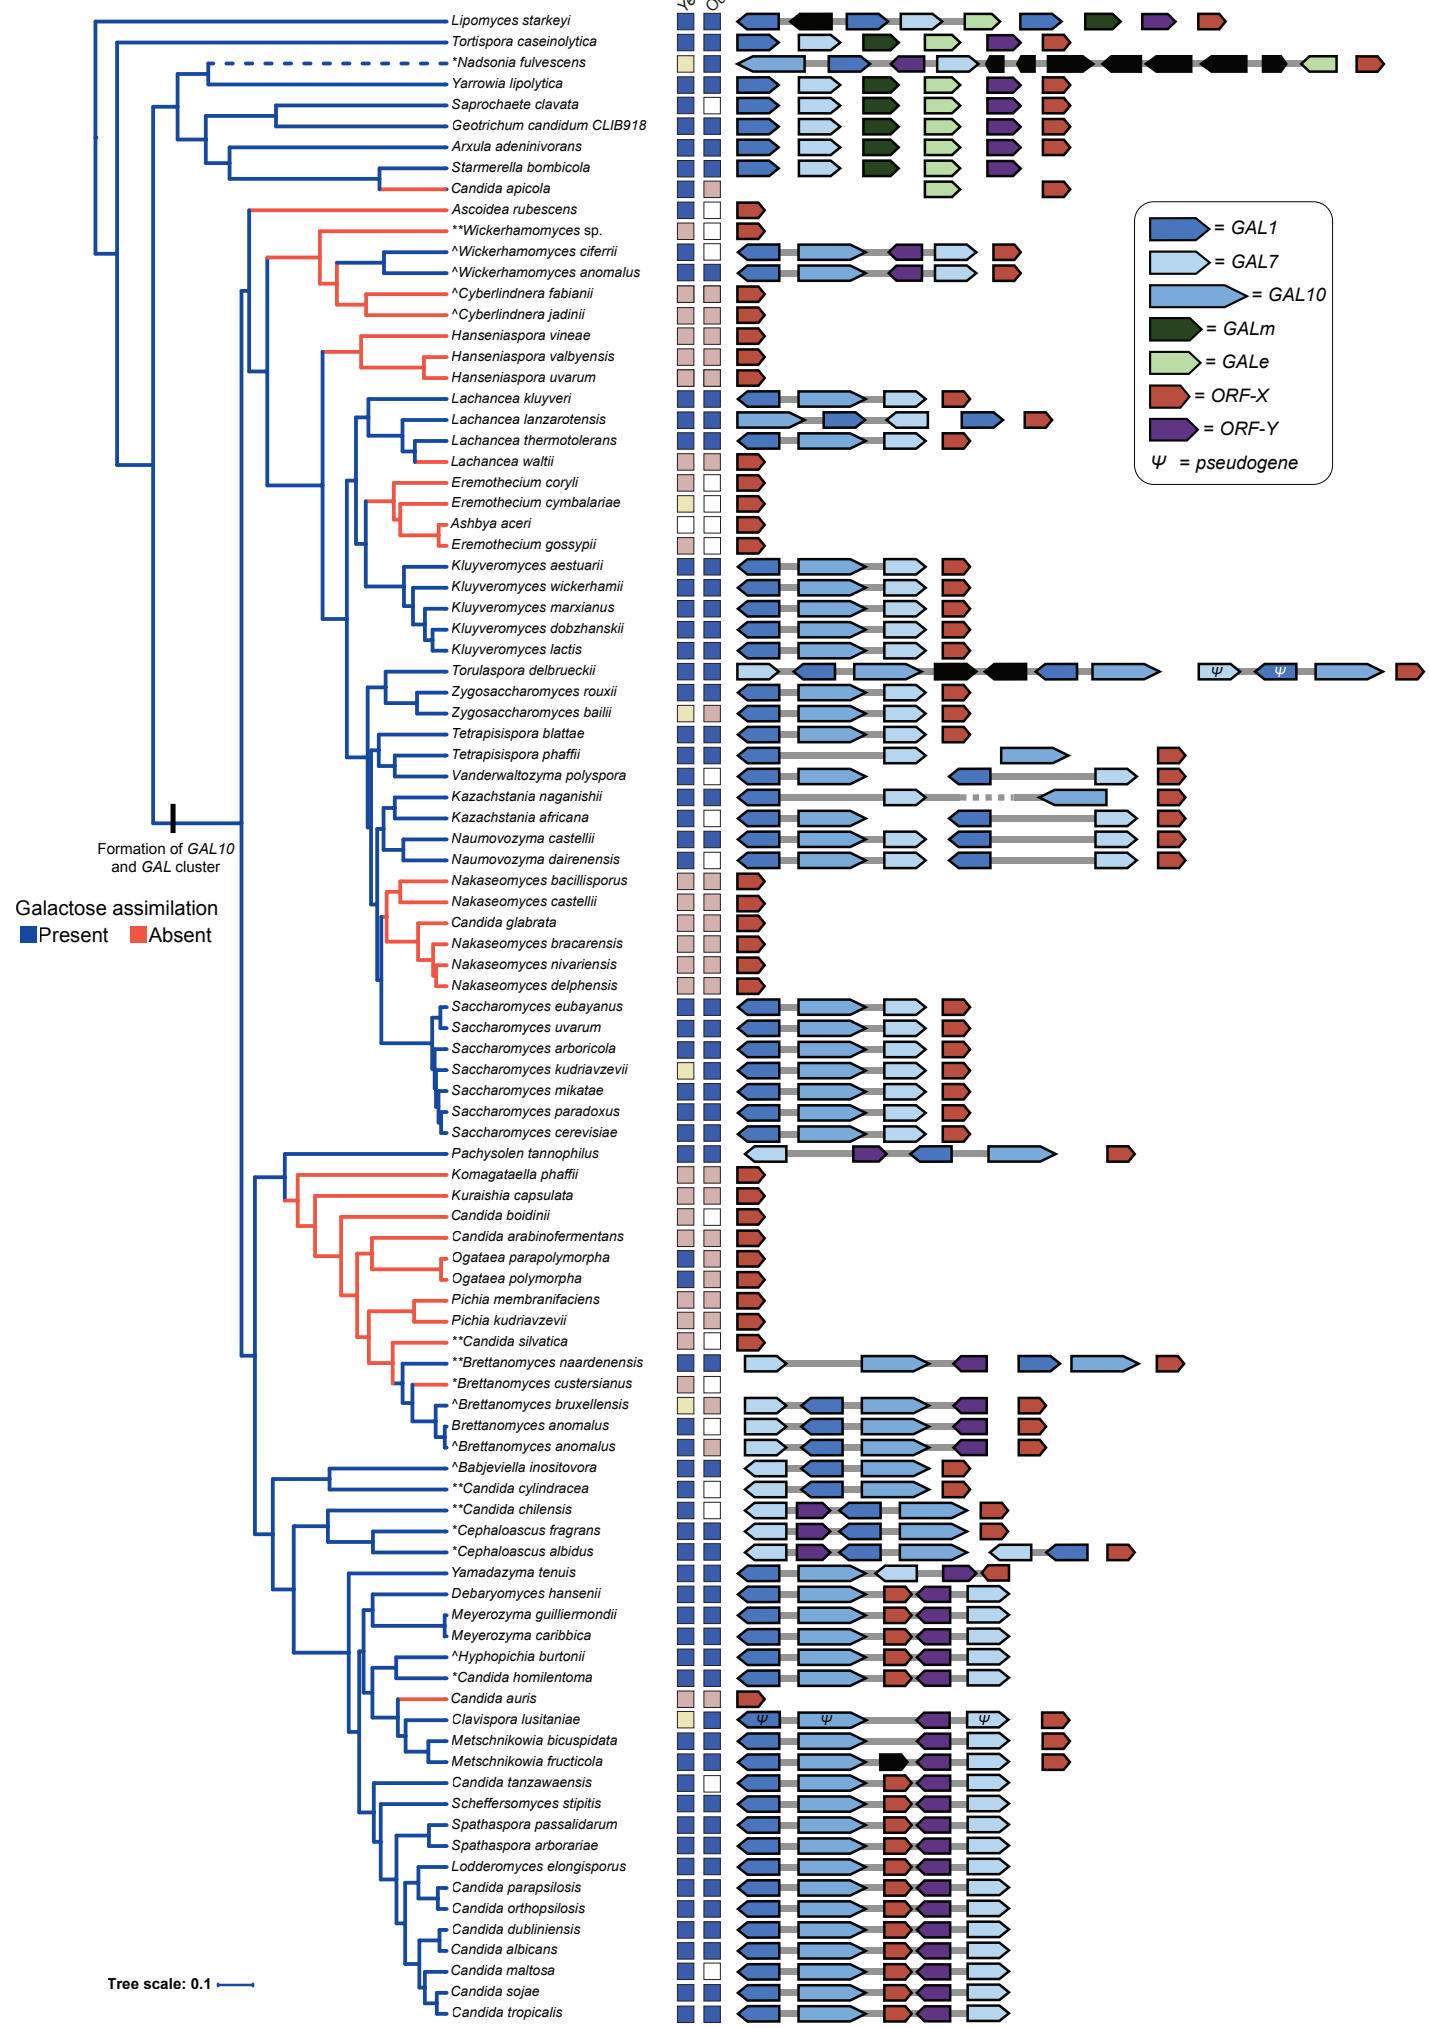 Lipomyces starkeyi
Tortispora caseinolytica
*Nadsonia fulvescens
Yarrowia lipolytica
Saprochaete clavata
Geotrichum candidum CLIB918
Arxula adeninivorans
Starmerella bombicola
Candida apicola
Ascoidea rubescens
**Wickerhamomyces sp.
^Wickerhamomyces ciferrii
^Wickerhamomyces anomalus
^Cyberlindnera fabianii
^Cyberlindnera jadinii
Hanseniaspora vineae
Hanseniaspora valbyensis
Hanseniaspora uvarum
Lachancea kluyveri
Lachancea lanzarotensis
Lachancea thermotolerans
Lachancea waltii
Eremothecium coryli
Eremothecium cymbalariae
Ashbya aceri
Eremothecium gossypii
Kluyveromyces aestuarii
Kluyveromyces wickerhamii
Kluyveromyces marxianus
Kluyveromyces dobzhanskii
Kluyveromyces lactis
Torulaspora delbrueckii
ψ ψ
Zygosaccharomyces rouxii
Zygosaccharomyces bailii
Tetrapisispora blattae
Tetrapisispora phaffii
Vanderwaltozyma polyspora
Kazachstania naganishii
Kazachstania africana
Naumovozyma castellii
Naumovozyma dairenensis
Nakaseomyces bacillisporus
Nakaseomyces castellii
Candida glabrata
Nakaseomyces bracarensis
Nakaseomyces nivariensis
Nakaseomyces delphensis
Saccharomyces eubayanus
Saccharomyces uvarum
Saccharomyces arboricola
Saccharomyces kudriavzevii
Saccharomyces mikatae
Saccharomyces paradoxus
Saccharomyces cerevisiae
Pachysolen tannophilus
Komagataella phaffii
Kuraishia capsulata
Candida boidinii
Candida arabinofermentans
Ogataea parapolymorpha
Ogataea polymorpha
Pichia membranifaciens
Pichia kudriavzevii
**Candida silvatica
**Brettanomyces naardenensis
*Brettanomyces custersianus
^Brettanomyces bruxellensis
Brettanomyces anomalus
^Brettanomyces anomalus
^Babjeviella inositovora
**Candida cylindracea
**Candida chilensis
*Cephaloascus fragrans
*Cephaloascus albidus
Yamadazyma tenuis
Debaryomyces hansenii
Meyerozyma guilliermondii
Meyerozyma caribbica
^Hyphopichia burtonii
*Candida homilentoma
Candida auris
Clavispora lusitaniae
ψ ψ ψ
Metschnikowia bicuspidata
Metschnikowia fructicola
Candida tanzawaensis
Scheffersomyces stipitis
Spathaspora passalidarum
Spathaspora arborariae
Lodderomyces elongisporus
Candida parapsilosis
Candida orthopsilosis
Candida dubliniensis
Candida albicans
Candida maltosa
Candida sojae
Candida tropicalis
= GAL1
= GAL7
= GAL10
= GALm
= GALe
= ORF-X
= ORF-Y
Ψ = pseudogene
Formation of GAL10
and GAL cluster
Galactose assimilation
Present Absent
Tree scale: 0.1